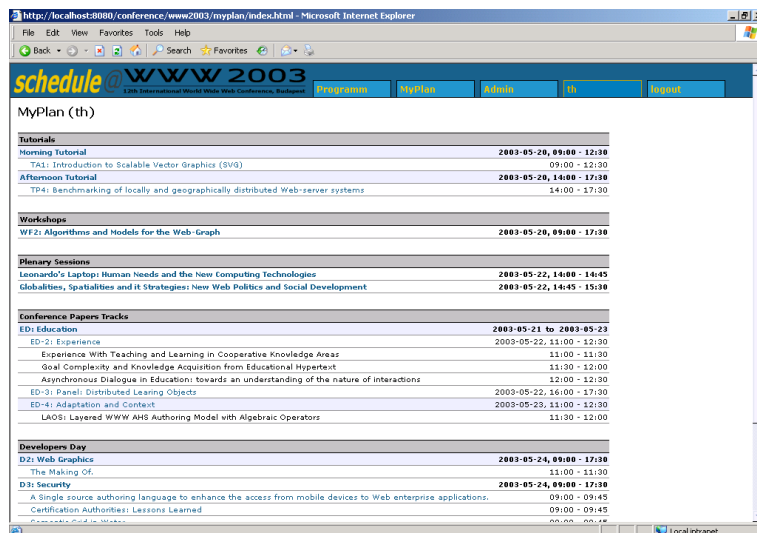 http://localhost:8080/conference/www2003/myplan/index.html - Microsoft Internet Explorer
File Edit View Favorites Tools Help
Back Search Favorites
schedule@WWW 2003
12th International World Wide Web Conference, Budapest
Programm MyPlan Admin th logout
MyPlan (th)
Tutorials
Morning Tutorial 2003-05-20, 09:00 - 12:30
TA1: Introduction to Scalable Vector Graphics (SVG) 09:00 - 12:30
Afternoon Tutorial 2003-05-20, 14:00 - 17:30
TP4: Benchmarking of locally and geographically distributed Web-server systems 14:00 - 17:30
Workshops
WF2: Algorithms and Models for the Web-Graph 2003-05-20, 09:00 - 17:30
Plenary Sessions
Leonardo's Laptop: Human Needs and the New Computing Technologies 2003-05-22, 14:00 - 14:45
Globalities, Spatialities and it Strategies: New Web Politics and Social Development 2003-05-22, 14:45 - 15:30
Conference Papers Tracks
ED: Education 2003-05-21 to 2003-05-23
ED-2: Experience 2003-05-22, 11:00 - 12:30
Experience With Teaching and Learning in Cooperative Knowledge Areas 11:00 - 11:30
Goal Complexity and Knowledge Acquisition from Educational Hypertext 11:30 - 12:00
Asynchronous Dialogue in Education: towards an understanding of the nature of interactions 12:00 - 12:30
ED-3: Panel: Distributed Learing Objects 2003-05-22, 16:00 - 17:30
ED-4: Adaptation and Context 2003-05-23, 11:00 - 12:30
LAOS: Layered WWW AHS Authoring Model with Algebraic Operators 11:30 - 12:00
Developers Day
D2: Web Graphics 2003-05-24, 09:00 - 17:30
The Making Of. 11:00 - 11:30
D3: Security 2003-05-24, 09:00 - 17:30
A Single source authoring language to enhance the access from mobile devices to Web enterprise applications. 09:00 - 09:45
Certification Authorities: Lessons Learned 09:00 - 09:45
Local intranet